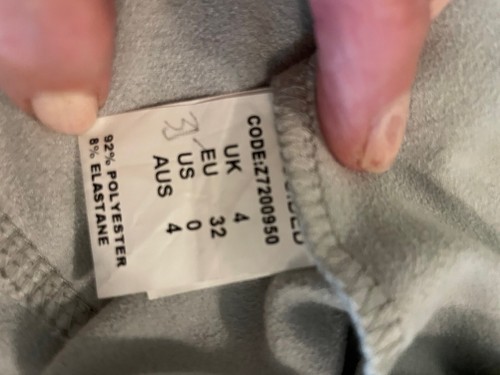 CODE:Z7200950
UK 4
EU 32
US 0
AUS 4
92% POLYESTER
8% ELASTANE